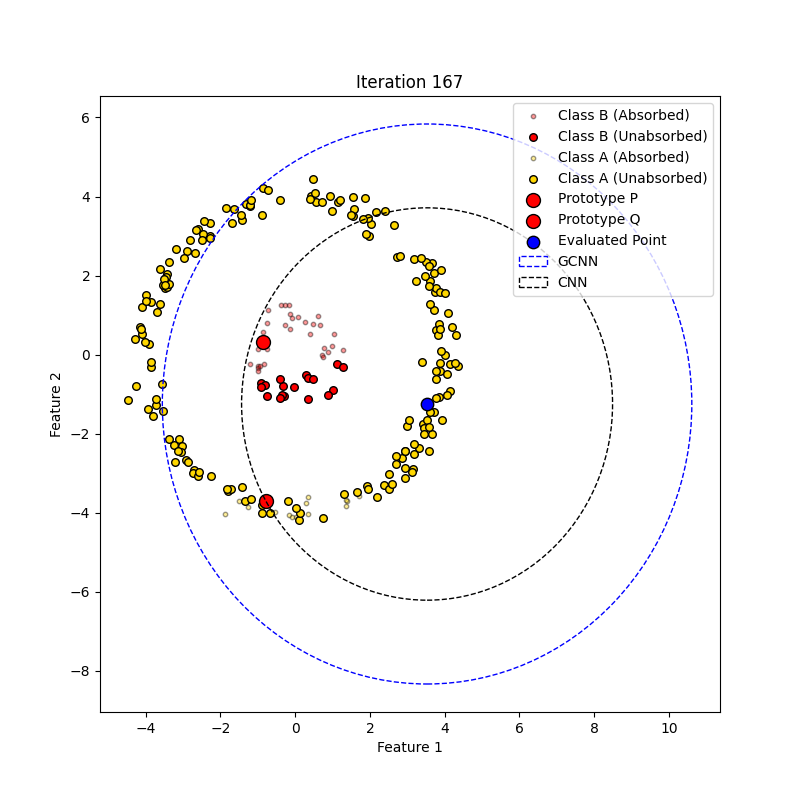 Iteration 167
Class B (Absorbed)
Class B (Unabsorbed)
Class A (Absorbed)
Class A (Unabsorbed)
Prototype P
Prototype Q
Evaluated Point
GCNN
CNN
6
4
2
0
−2
−4
−6
−8
Feature 2
−4 −2 0 2 4 6 8 10
Feature 1